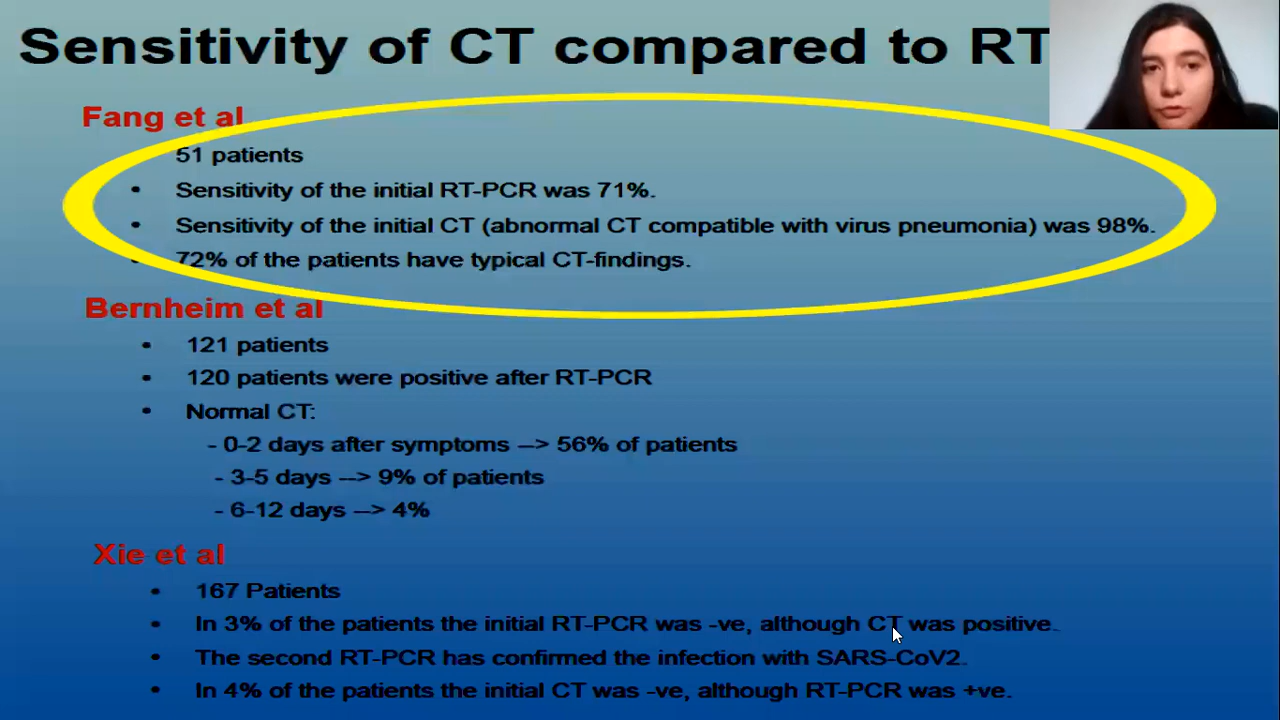 Sensitivity of CT compared to RT
Fang et al
51 patients
• Sensitivity of the initial RT-PCR was 71%.
• Sensitivity of the initial CT (abnormal CT compatible with virus pneumonia) was 98%.
• 72% of the patients have typical CT-findings.
Bernheim et al
• 121 patients
• 120 patients were positive after RT-PCR
• Normal CT:
- 0-2 days after symptoms –> 56% of patients
- 3-5 days –> 9% of patients
- 6-12 days –> 4%
Xie et al
• 167 Patients
• In 3% of the patients the initial RT-PCR was -ve, although CT was positive.
• The second RT-PCR has confirmed the infection with SARS-CoV2.
• In 4% of the patients the initial CT was -ve, although RT-PCR was +ve.